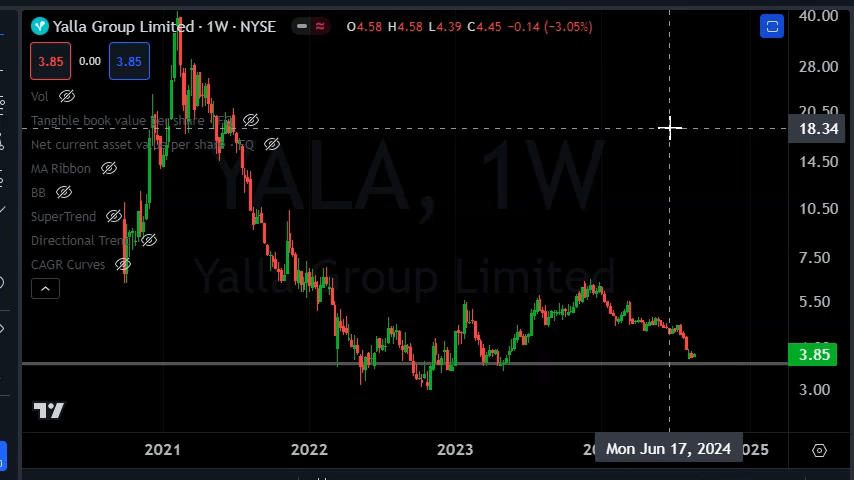 Yalla Group Limited · 1W · NYSE O4.58 H4.58 L4.39 C4.45 −0.14 (−3.05%)
3.85 0.00 3.85
Vol
Tangible book value per share
Net current asset value per share
MA Ribbon
BB
SuperTrend
Directional Trend
CAGR Curves
YALA, 1W
Yalla Group Limited
40.00
28.00
20.50
18.34
14.50
10.50
7.50
5.50
3.85
3.00
2021 2022 2023 Mon Jun 17, 2024 2025